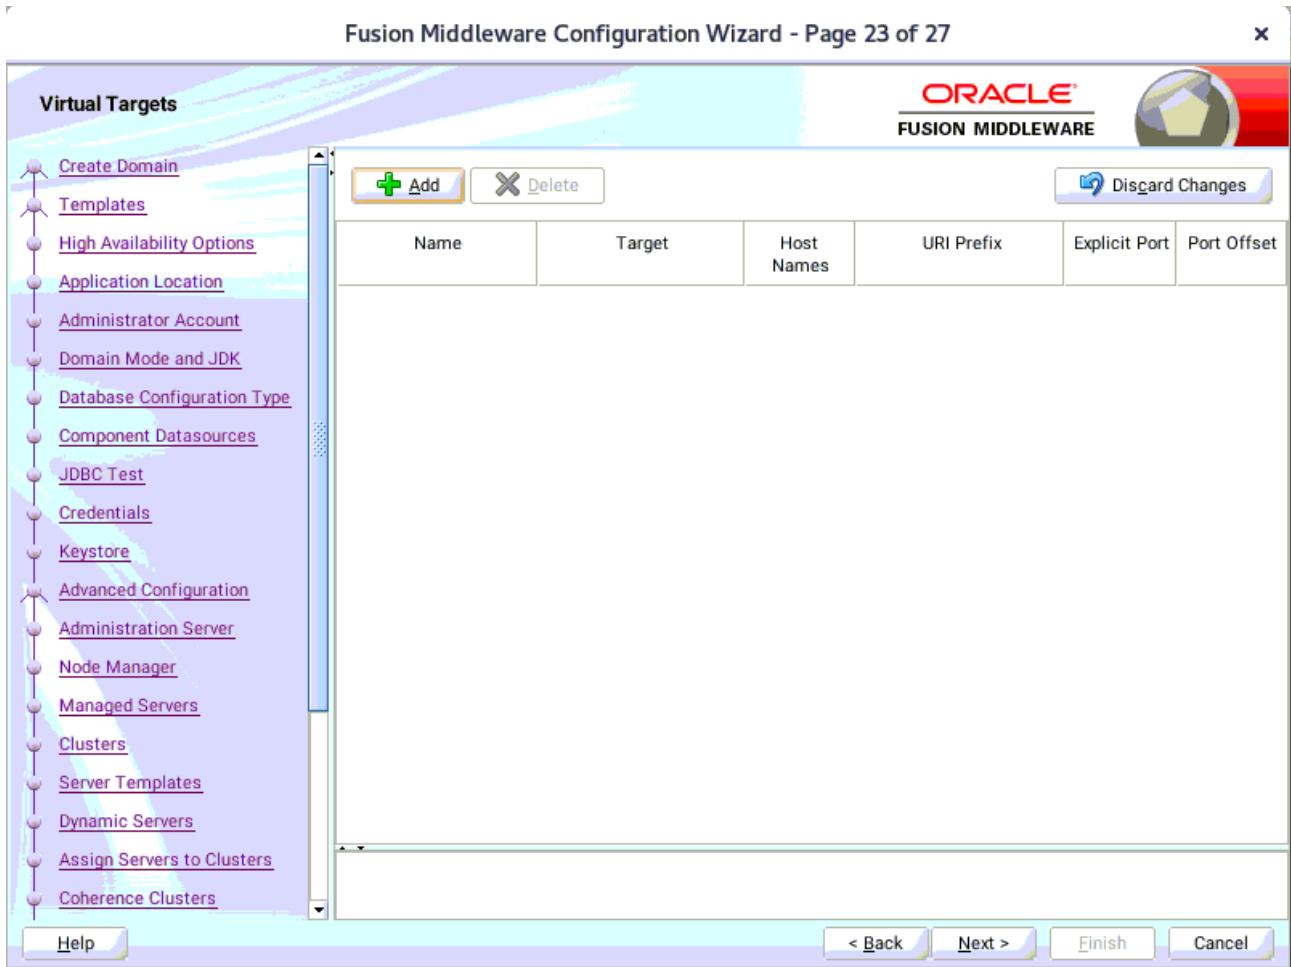 Fusion Middleware Configuration Wizard - Page 23 of 27
Virtual Targets
ORACLE
FUSION MIDDLEWARE
Create Domain
Templates
High Availability Options
Application Location
Administrator Account
Domain Mode and JDK
Database Configuration Type
Component Datasources
JDBC Test
Credentials
Keystore
Advanced Configuration
Administration Server
Node Manager
Managed Servers
Clusters
Server Templates
Dynamic Servers
Assign Servers to Clusters
Coherence Clusters
Add Delete Discard Changes
Name Target Host Names URI Prefix Explicit Port Port Offset
Help < Back Next > Finish Cancel